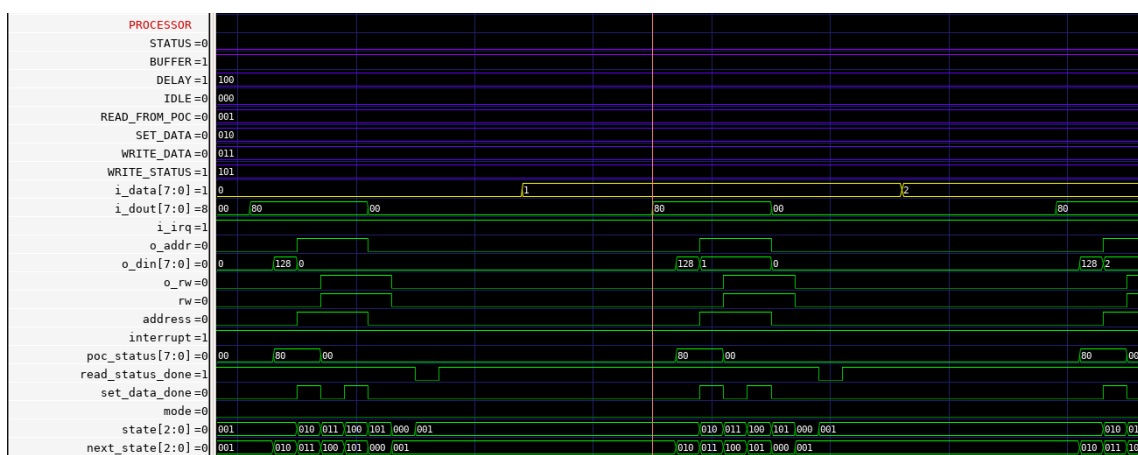 PROCESSOR
STATUS =0
BUFFER =1
DELAY =1 100
IDLE =0 000
READ_FROM_POC =0 001
SET_DATA =0 010
WRITE_DATA =0 011
WRITE_STATUS =1 101
i_data[7:0] =1 0 1 2
i_dout[7:0] =8 00 80 00 80 00 80
i_irq =1
o_addr =0
o_din[7:0] =0 0 128 0 128 1 0 128 2
o_rw =0
rw =0
address =0
interrupt =1
poc_status[7:0] =0 00 80 00 80 00 80 00
read_status_done =1
set_data_done =0
mode =0
state[2:0] =0 001 010 011 100 101 000 001 010 011 100 101 000 001 010 01
next_state[2:0] =0 001 010 011 100 101 000 001 010 011 100 101 000 001 010 011 10